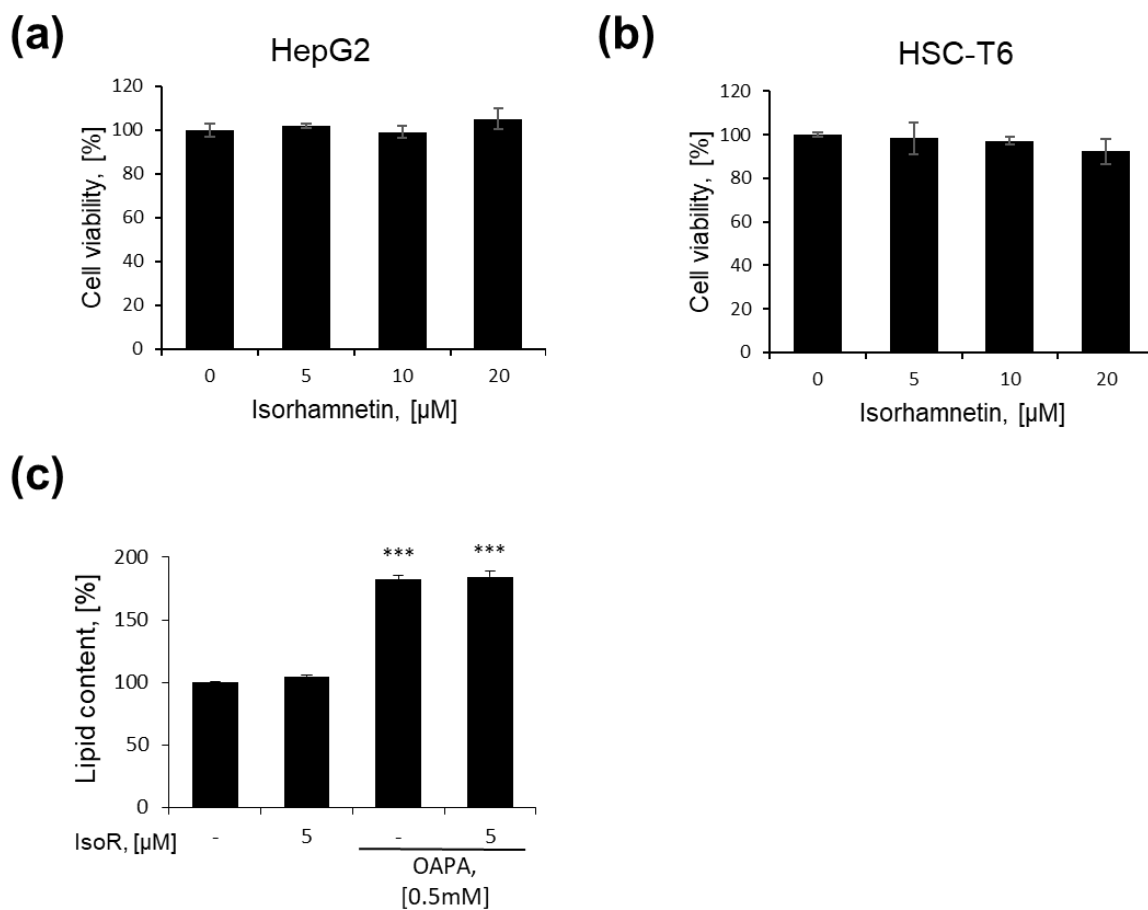 (a)
HepG2
120
100
80
60
40
20
0
Cell viability, [%]
0 5 10 20
Isorhamnetin, [µM]
(b)
HSC-T6
120
100
80
60
40
20
0
Cell viability, [%]
0 5 10 20
Isorhamnetin, [µM]
(c)
200
150
100
50
0
Lipid content, [%]
*** ***
IsoR, [µM] - 5 - 5
OAPA,
[0.5mM]